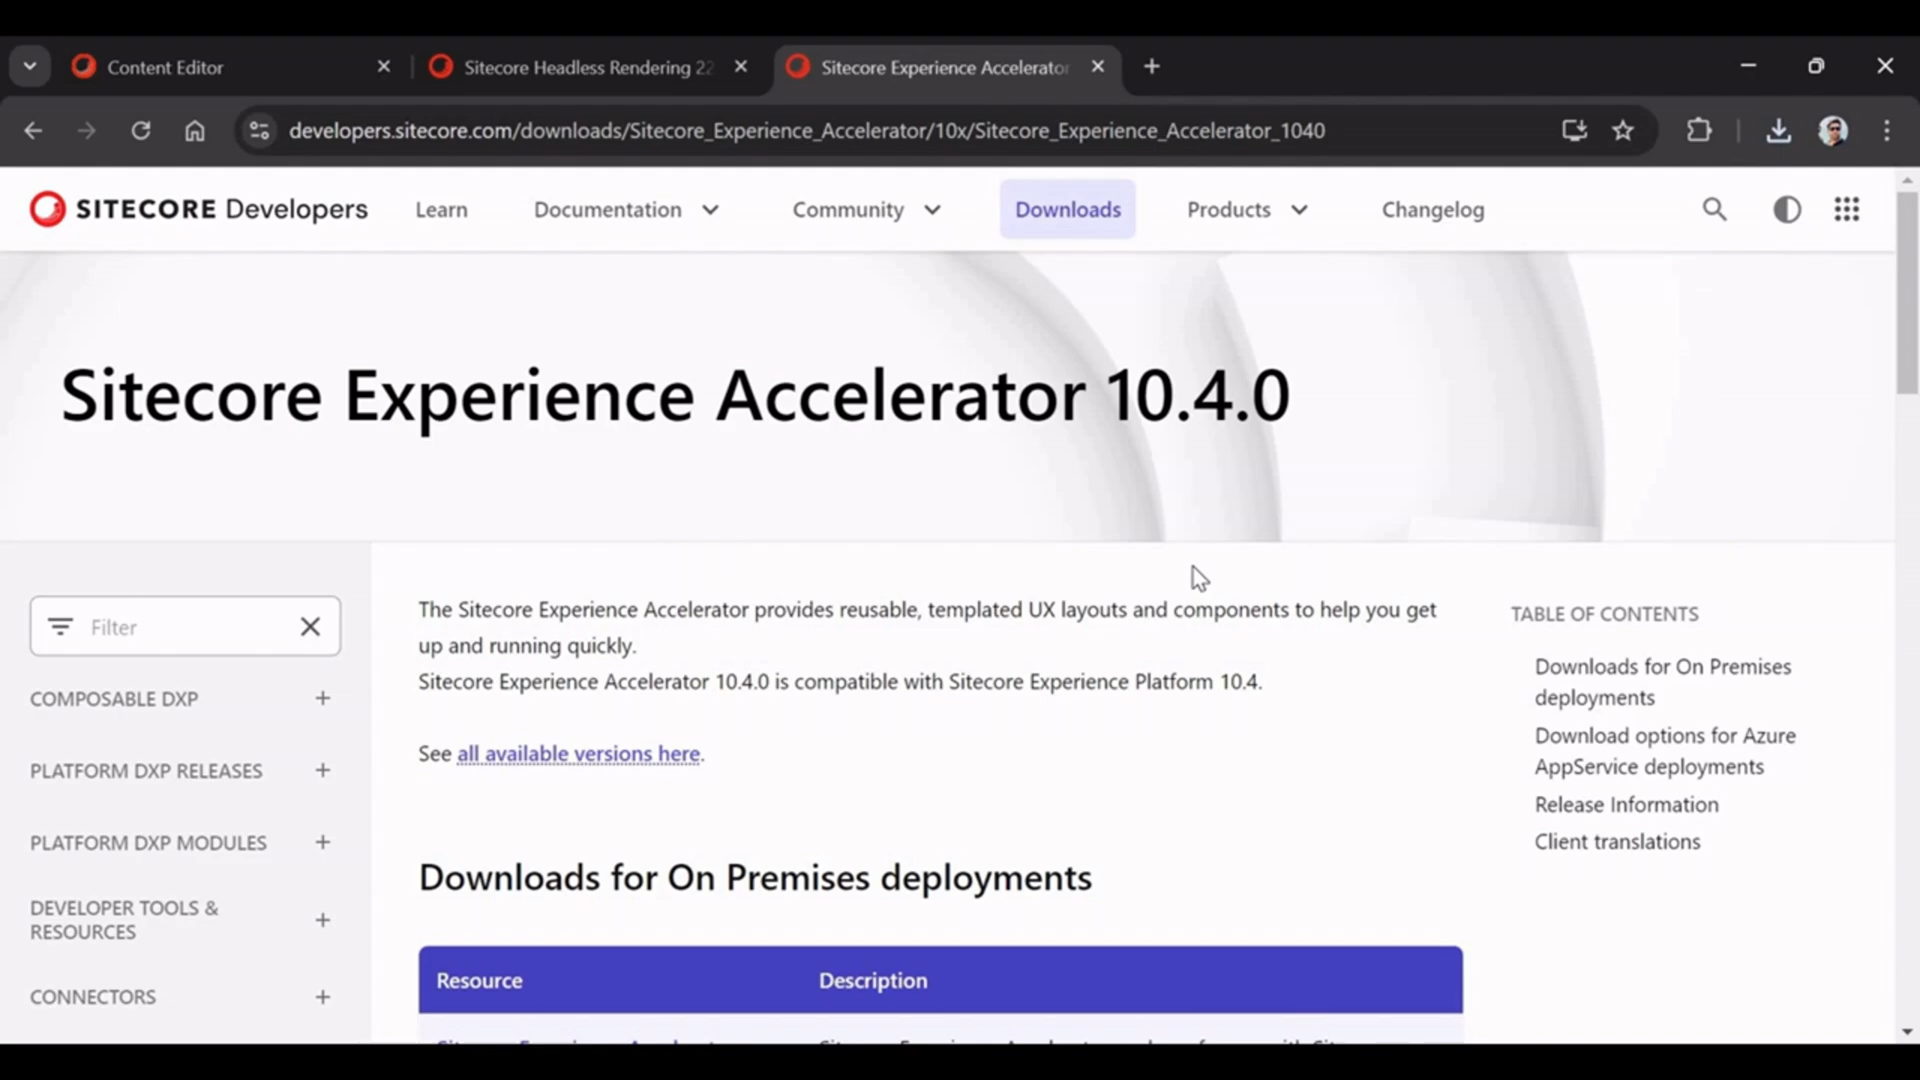 Content Editor
Sitecore Headless Rendering 22
Sitecore Experience Accelerator
developers.sitecore.com/downloads/Sitecore_Experience_Accelerator/10x/Sitecore_Experience_Accelerator_1040
SITECORE Developers
Learn
Documentation
Community
Downloads
Products
Changelog
Sitecore Experience Accelerator 10.4.0
Filter
COMPOSABLE DXP
PLATFORM DXP RELEASES
PLATFORM DXP MODULES
DEVELOPER TOOLS &
RESOURCES
CONNECTORS
The Sitecore Experience Accelerator provides reusable, templated UX layouts and components to help you get
up and running quickly.
Sitecore Experience Accelerator 10.4.0 is compatible with Sitecore Experience Platform 10.4.
See all available versions here.
Downloads for On Premises deployments
Resource
Description
TABLE OF CONTENTS
Downloads for On Premises
deployments
Download options for Azure
AppService deployments
Release Information
Client translations